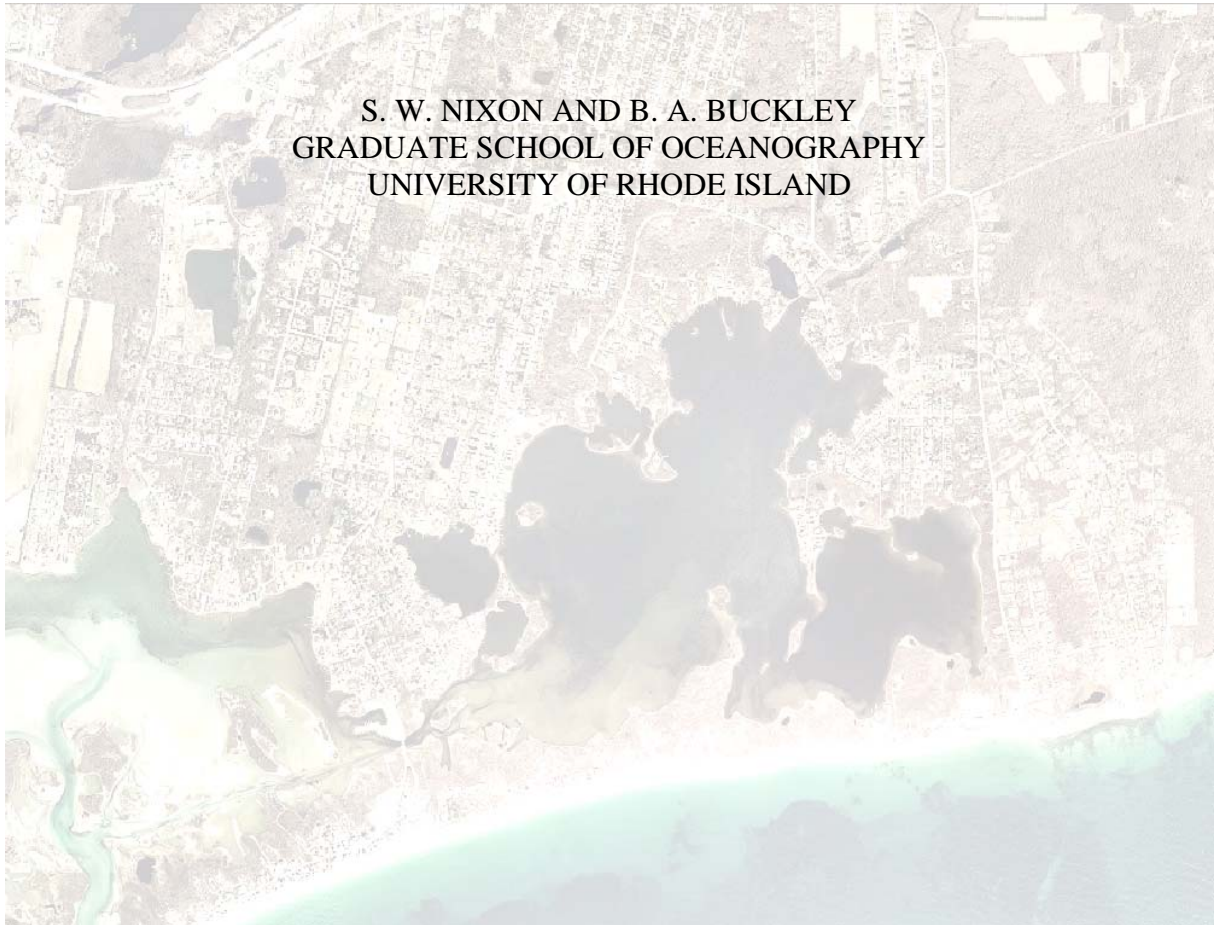 S. W. NIXON AND B. A. BUCKLEY
GRADUATE SCHOOL OF OCEANOGRAPHY
UNIVERSITY OF RHODE ISLAND